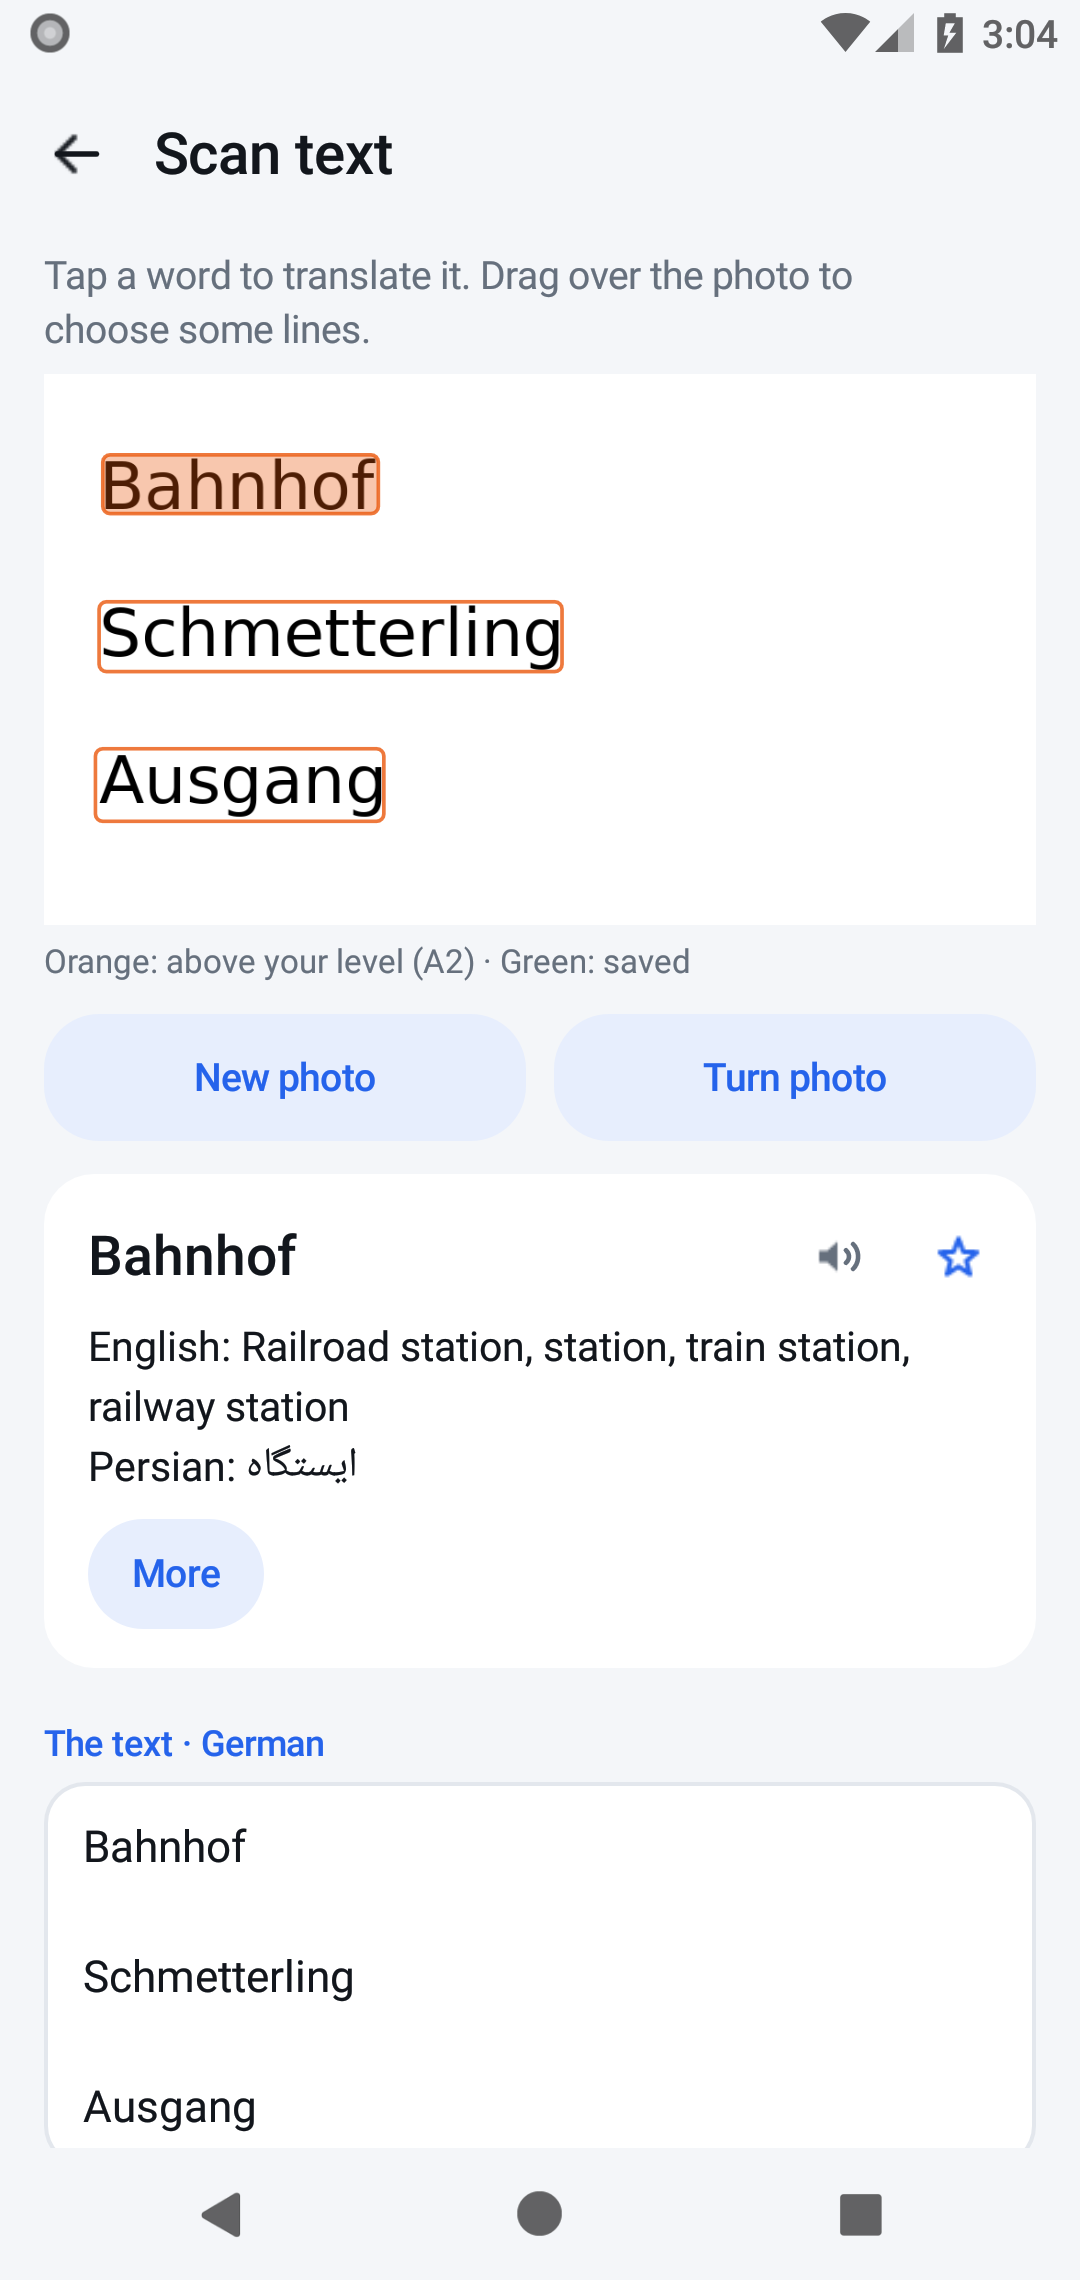 3:04
Scan text
Tap a word to translate it. Drag over the photo to
choose some lines.
Bahnhof
Schmetterling
Ausgang
Orange: above your level (A2) · Green: saved
New photo
Turn photo
Bahnhof
English: Railroad station, station, train station,
railway station
Persian: ایستگاه
More
The text · German
Bahnhof
Schmetterling
Ausgang